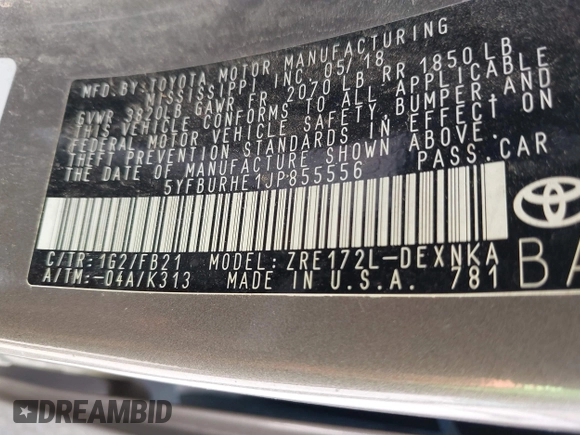 MFD.BY:TOYOTA MOTOR MANUFACTURING
MISSISSIPPI, INC. 05/18
GVWR 3820LB GAWR FR 2070 LB RR 1850 LB
THIS VEHICLE CONFORMS TO ALL APPLICABLE
FEDERAL MOTOR VEHICLE SAFETY, BUMPER, AND
THEFT PREVENTION STANDARDS IN EFFECT ON
THE DATE OF MANUFACTURE SHOWN ABOVE.
5YFBURHE1JP855556 PASS.CAR
C/TR:1G2/FB21 MODEL: ZRE172L-DEXNKA
A/TM:-04A/K313 MADE IN U.S.A. 781
BA
DREAMBID